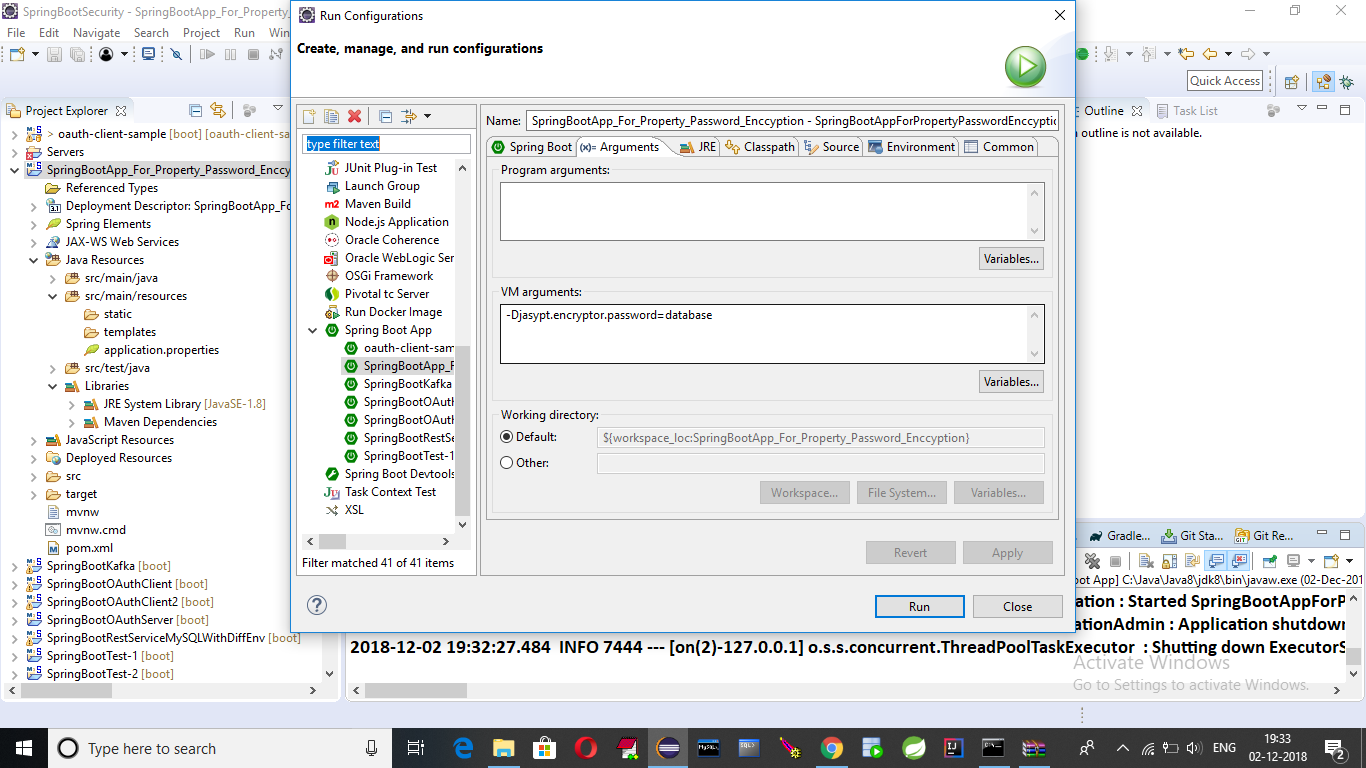 SpringBootSecurity - SpringBootApp_For_Property_Pass
Run Configurations
File Edit Navigate Search Project Run Win
Create, manage, and run configurations
Quick Access
Project Explorer
Outline
Task List
outline is not available.
> oauth-client-sample [boot] [oauth-client-sa
Servers
SpringBootApp_For_Property_Password_Enccy
Referenced Types
Deployment Descriptor: SpringBootApp_Fo
Spring Elements
JAX-WS Web Services
Java Resources
src/main/java
src/main/resources
static
templates
application.properties
src/test/java
Libraries
JRE System Library [JavaSE-1.8]
Maven Dependencies
JavaScript Resources
Deployed Resources
src
target
mvnw
mvnw.cmd
pom.xml
SpringBootKafka [boot]
SpringBootOAuthClient [boot]
SpringBootOAuthClient2 [boot]
SpringBootOAuthServer [boot]
SpringBootRestServiceMySQLWithDiffEnv [boot]
SpringBootTest-1 [boot]
SpringBootTest-2 [boot]
type filter text
JUnit Plug-in Test
Launch Group
m2 Maven Build
Node.js Application
Oracle Coherence
Oracle WebLogic Ser
OSGi Framework
Pivotal tc Server
Run Docker Image
Spring Boot App
oauth-client-sam
SpringBootApp_F
SpringBootKafka
SpringBootOAuth
SpringBootOAuth
SpringBootRestSe
SpringBootTest-1
Spring Boot Devtools
Ju Task Context Test
XSL
Filter matched 41 of 41 items
Name: SpringBootApp_For_Property_Password_Enccyption - SpringBootAppForPropertyPasswordEnccyptic
Spring Boot (x)= Arguments JRE Classpath Source Environment Common
Program arguments:
Variables...
VM arguments:
-Djasypt.encryptor.password=database
Variables...
Working directory:
Default: ${workspace_loc:SpringBootApp_For_Property_Password_Enccyption}
Other:
Workspace... File System... Variables...
Revert Apply
Run Close
Gradle... Git Sta... Git Re...
oot App] C:\Java\Java8\jdk8\bin\javaw.exe (02-Dec-201
ation : Started SpringBootAppForP
ationAdmin : Application shutdown
2018-12-02 19:32:27.484 INFO 7444 --- [on(2)-127.0.0.1] o.s.s.concurrent.ThreadPoolTaskExecutor : Shutting down ExecutorS
Activate Windows
Go to Settings to activate Windows.
Type here to search
ENG
19:33
02-12-2018
2